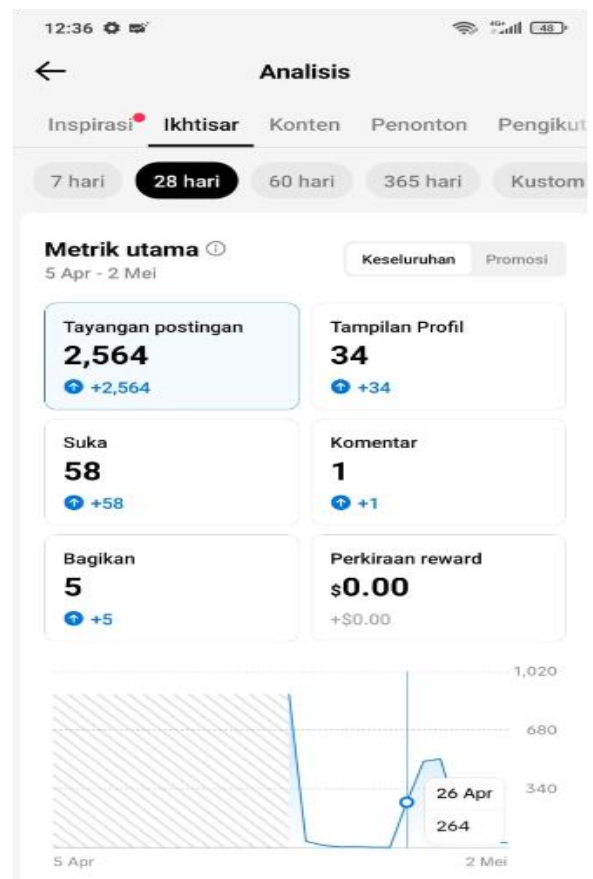 12:36
4G+
48
Analisis
Inspirasi Ikhtisar Konten Penonton Pengikut
7 hari 28 hari 60 hari 365 hari Kustom
Metrik utama
Keseluruhan Promosi
5 Apr - 2 Mei
Tayangan postingan Tampilan Profil
2,564 34
+2,564 +34
Suka Komentar
58 1
+58 +1
Bagikan Perkiraan reward
5 $0.00
+5 +$0.00
1,020
680
340
26 Apr
264
5 Apr 2 Mei